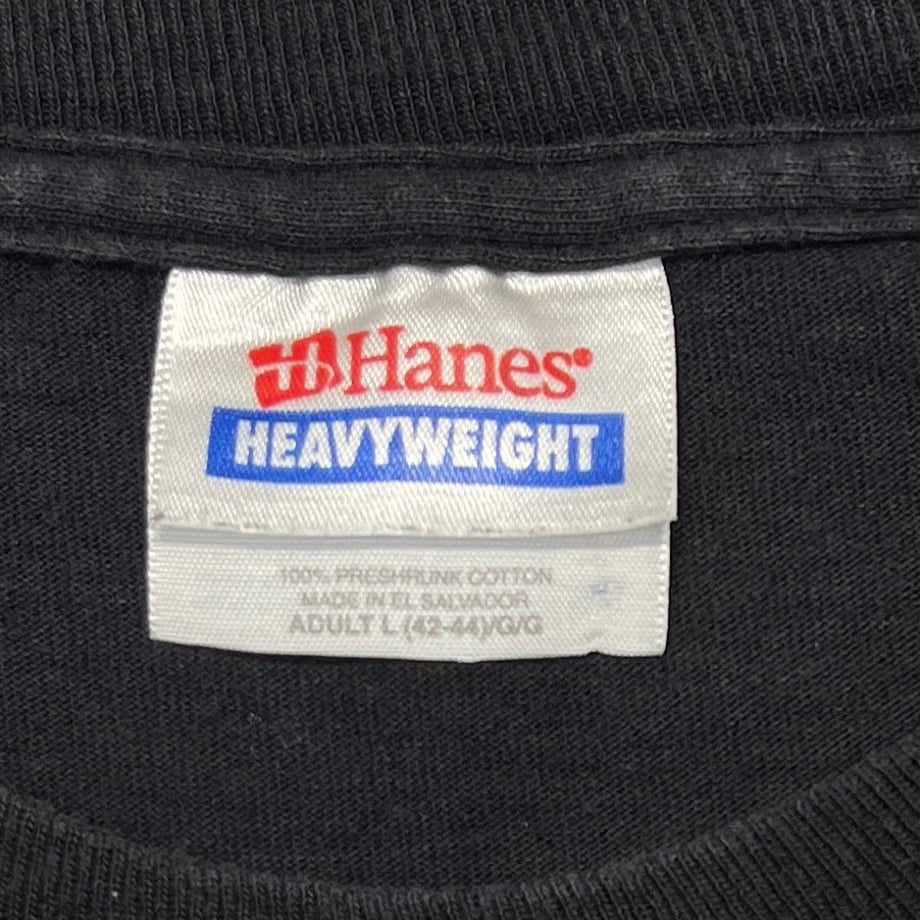 Hanes®
HEAVYWEIGHT
100% PRESHRUNK COTTON
MADE IN EL SALVADOR
ADULT L (42-44)/G/G